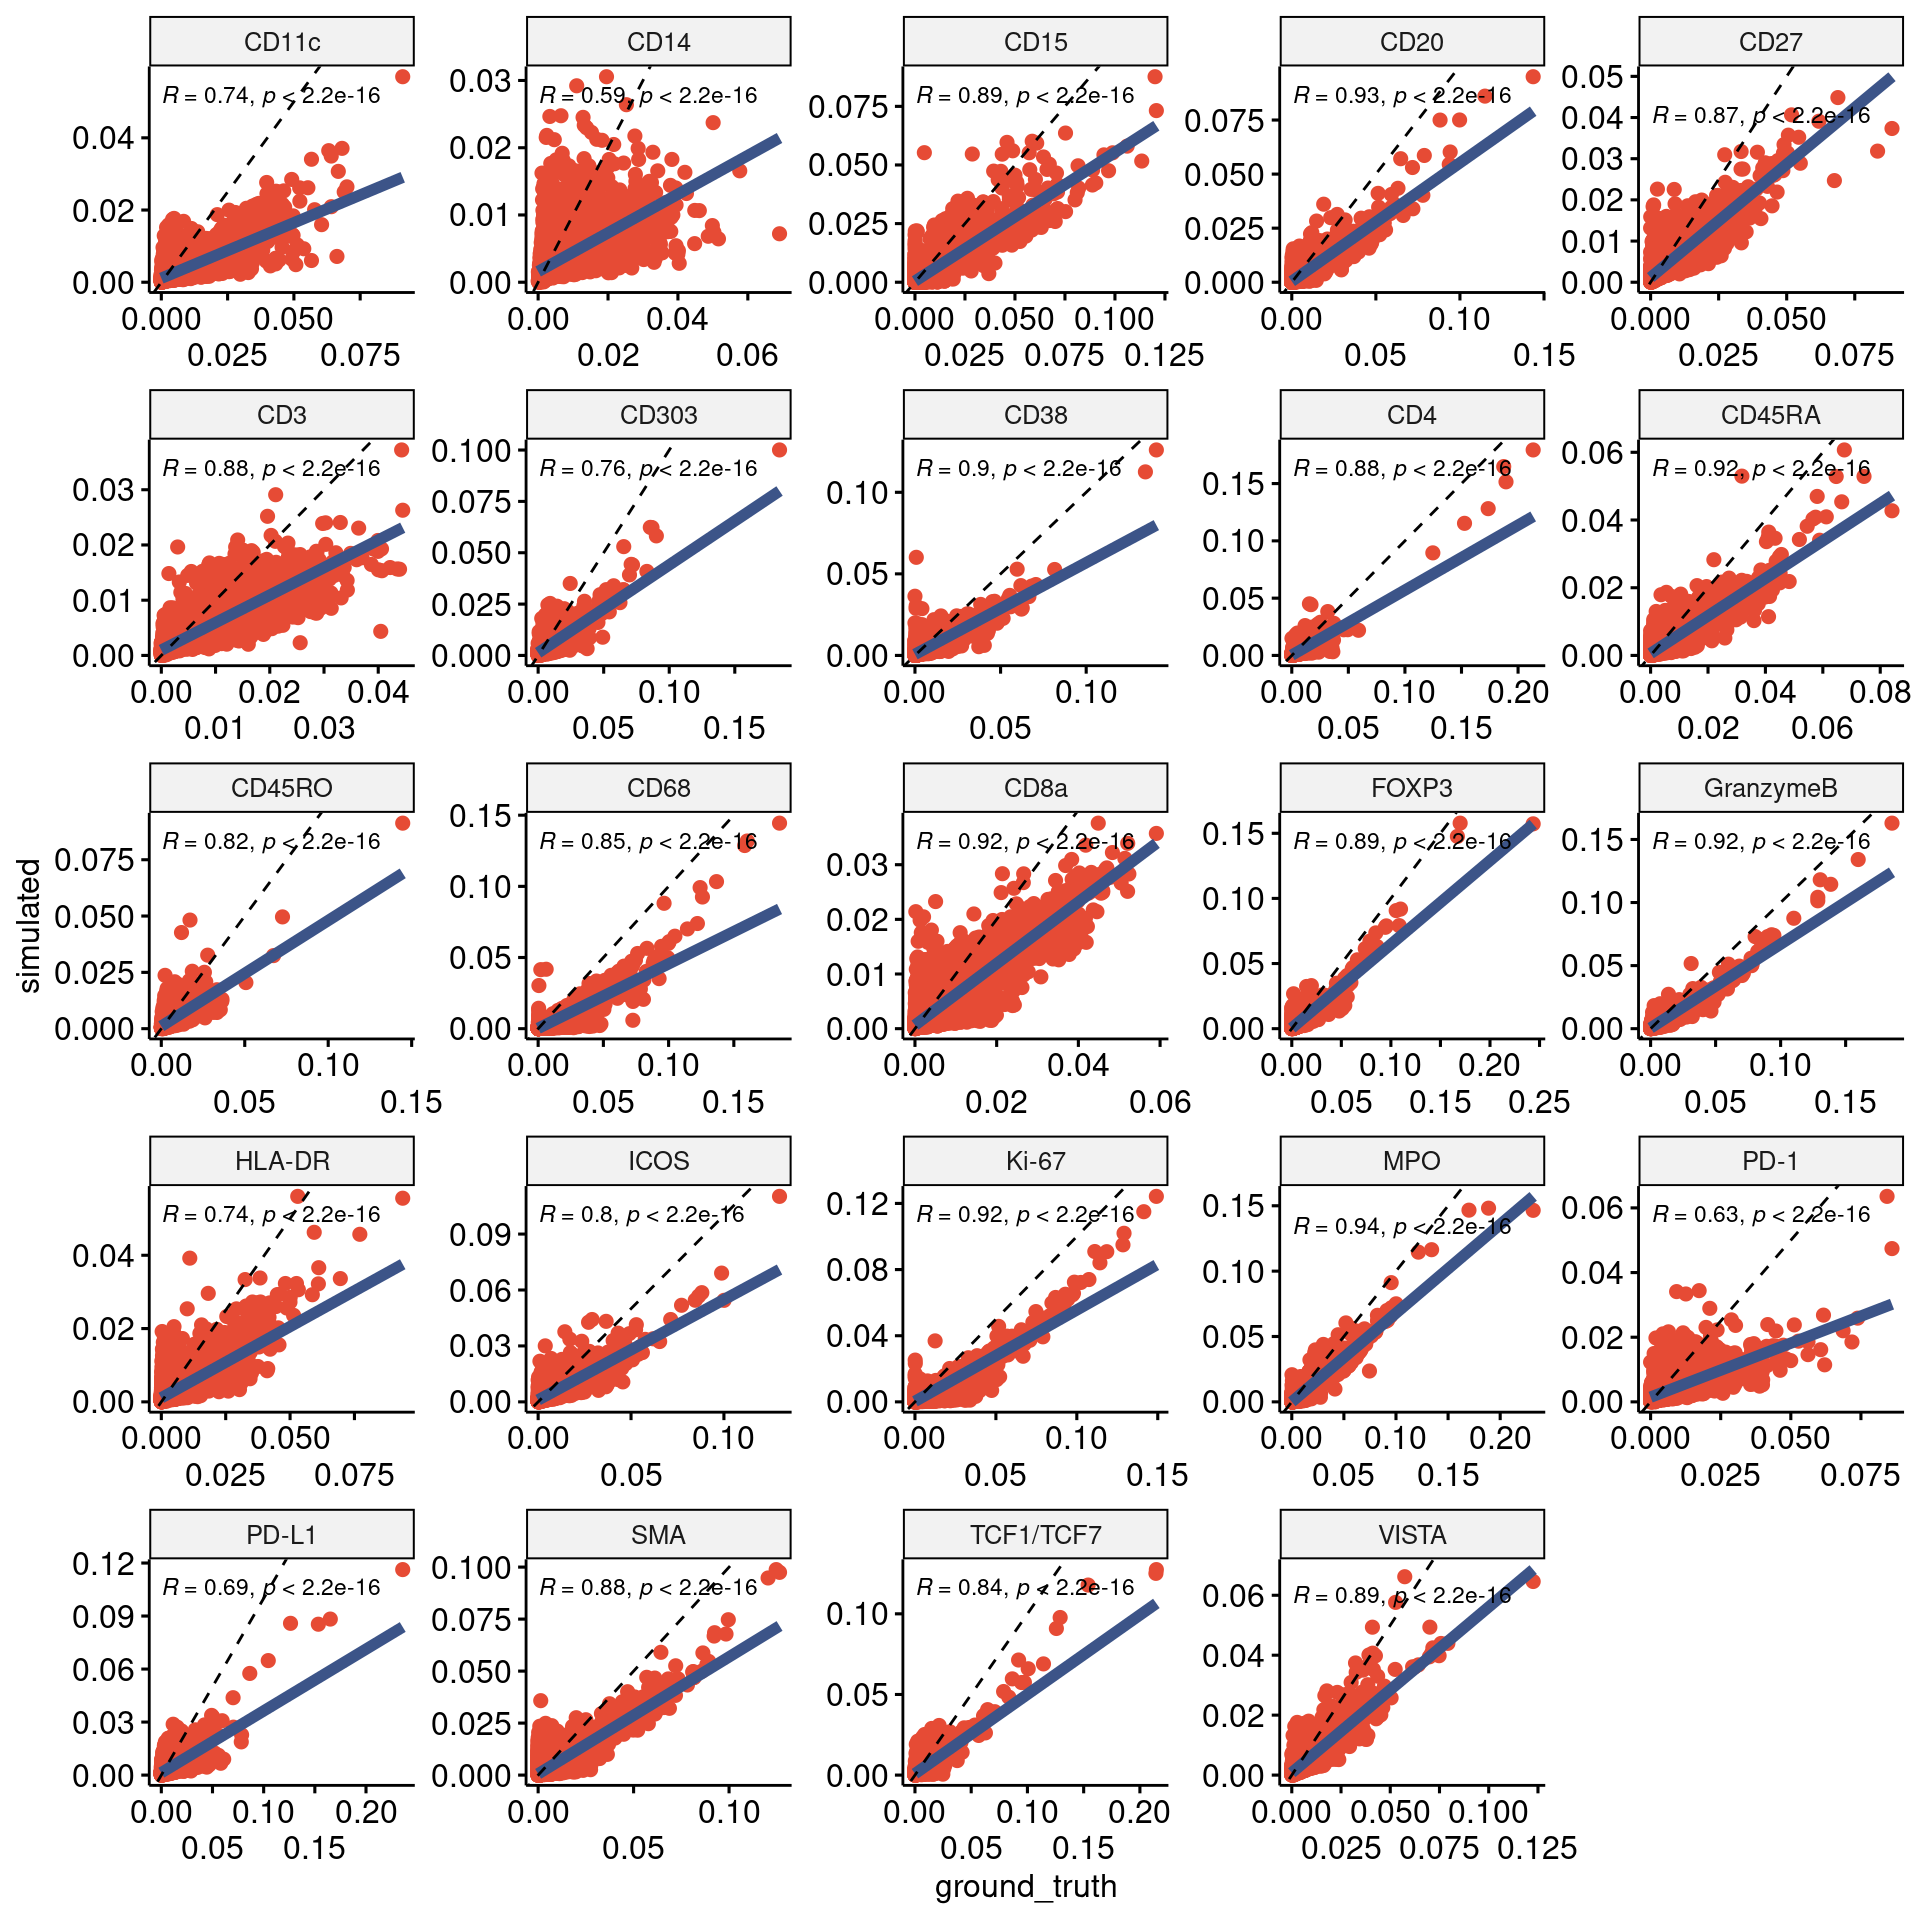 CD11c CD14 CD15 CD20 CD27
R = 0.74, p < 2.2e-16 R = 0.59, p < 2.2e-16 R = 0.89, p < 2.2e-16 R = 0.93, p < 2.2e-16 R = 0.87, p < 2.2e-16
0.04 0.02 0.00
0.03 0.02 0.01 0.00
0.075 0.050 0.025 0.000
0.075 0.050 0.025 0.000
0.05 0.04 0.03 0.02 0.01 0.00
0.000 0.050 0.00 0.04 0.000 0.050 0.100 0.00 0.10 0.000 0.050
0.025 0.075 0.02 0.06 0.025 0.075 0.125 0.05 0.15 0.025 0.075
CD3 CD303 CD38 CD4 CD45RA
R = 0.88, p < 2.2e-16 R = 0.76, p < 2.2e-16 R = 0.9, p < 2.2e-16 R = 0.88, p < 2.2e-16 R = 0.92, p < 2.2e-16
0.03 0.02 0.01 0.00
0.100 0.075 0.050 0.025 0.000
0.10 0.05 0.00
0.15 0.10 0.05 0.00
0.06 0.04 0.02 0.00
0.00 0.02 0.04 0.00 0.10 0.00 0.10 0.00 0.10 0.20 0.00 0.04 0.08
0.01 0.03 0.05 0.15 0.05 0.05 0.15 0.02 0.06
CD45RO CD68 CD8a FOXP3 GranzymeB
R = 0.82, p < 2.2e-16 R = 0.85, p < 2.2e-16 R = 0.92, p < 2.2e-16 R = 0.89, p < 2.2e-16 R = 0.92, p < 2.2e-16
simulated
0.075 0.050 0.025 0.000
0.15 0.10 0.05 0.00
0.03 0.02 0.01 0.00
0.15 0.10 0.05 0.00
0.15 0.10 0.05 0.00
0.00 0.10 0.00 0.10 0.00 0.04 0.00 0.10 0.20 0.00 0.10
0.05 0.15 0.05 0.15 0.02 0.06 0.05 0.15 0.25 0.05 0.15
HLA-DR ICOS Ki-67 MPO PD-1
R = 0.74, p < 2.2e-16 R = 0.8, p < 2.2e-16 R = 0.92, p < 2.2e-16 R = 0.94, p < 2.2e-16 R = 0.63, p < 2.2e-16
0.04 0.02 0.00
0.09 0.06 0.03 0.00
0.12 0.08 0.04 0.00
0.15 0.10 0.05 0.00
0.06 0.04 0.02 0.00
0.000 0.050 0.00 0.10 0.00 0.10 0.00 0.10 0.20 0.000 0.050
0.025 0.075 0.05 0.05 0.15 0.05 0.15 0.025 0.075
PD-L1 SMA TCF1/TCF7 VISTA
R = 0.69, p < 2.2e-16 R = 0.88, p < 2.2e-16 R = 0.84, p < 2.2e-16 R = 0.89, p < 2.2e-16
0.12 0.09 0.06 0.03 0.00
0.100 0.075 0.050 0.025 0.000
0.10 0.05 0.00
0.06 0.04 0.02 0.00
0.00 0.10 0.20 0.00 0.10 0.00 0.10 0.20 0.000 0.050 0.100
0.05 0.15 0.05 0.05 0.15 0.025 0.075 0.125
ground_truth